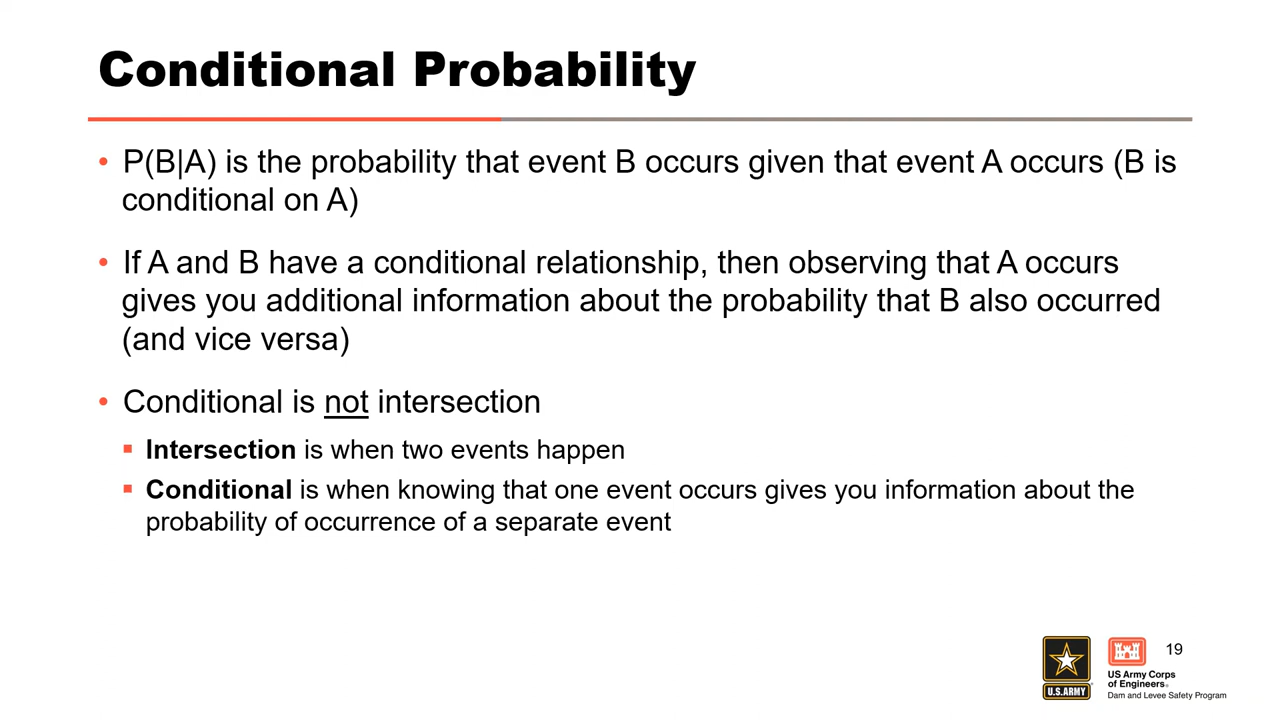 Conditional Probability
• P(B|A) is the probability that event B occurs given that event A occurs (B is
conditional on A)
• If A and B have a conditional relationship, then observing that A occurs
gives you additional information about the probability that B also occurred
(and vice versa)
• Conditional is not intersection
▪ Intersection is when two events happen
▪ Conditional is when knowing that one event occurs gives you information about the
probability of occurrence of a separate event
19
U.S.ARMY
US Army Corps
of Engineers®
Dam and Levee Safety Program